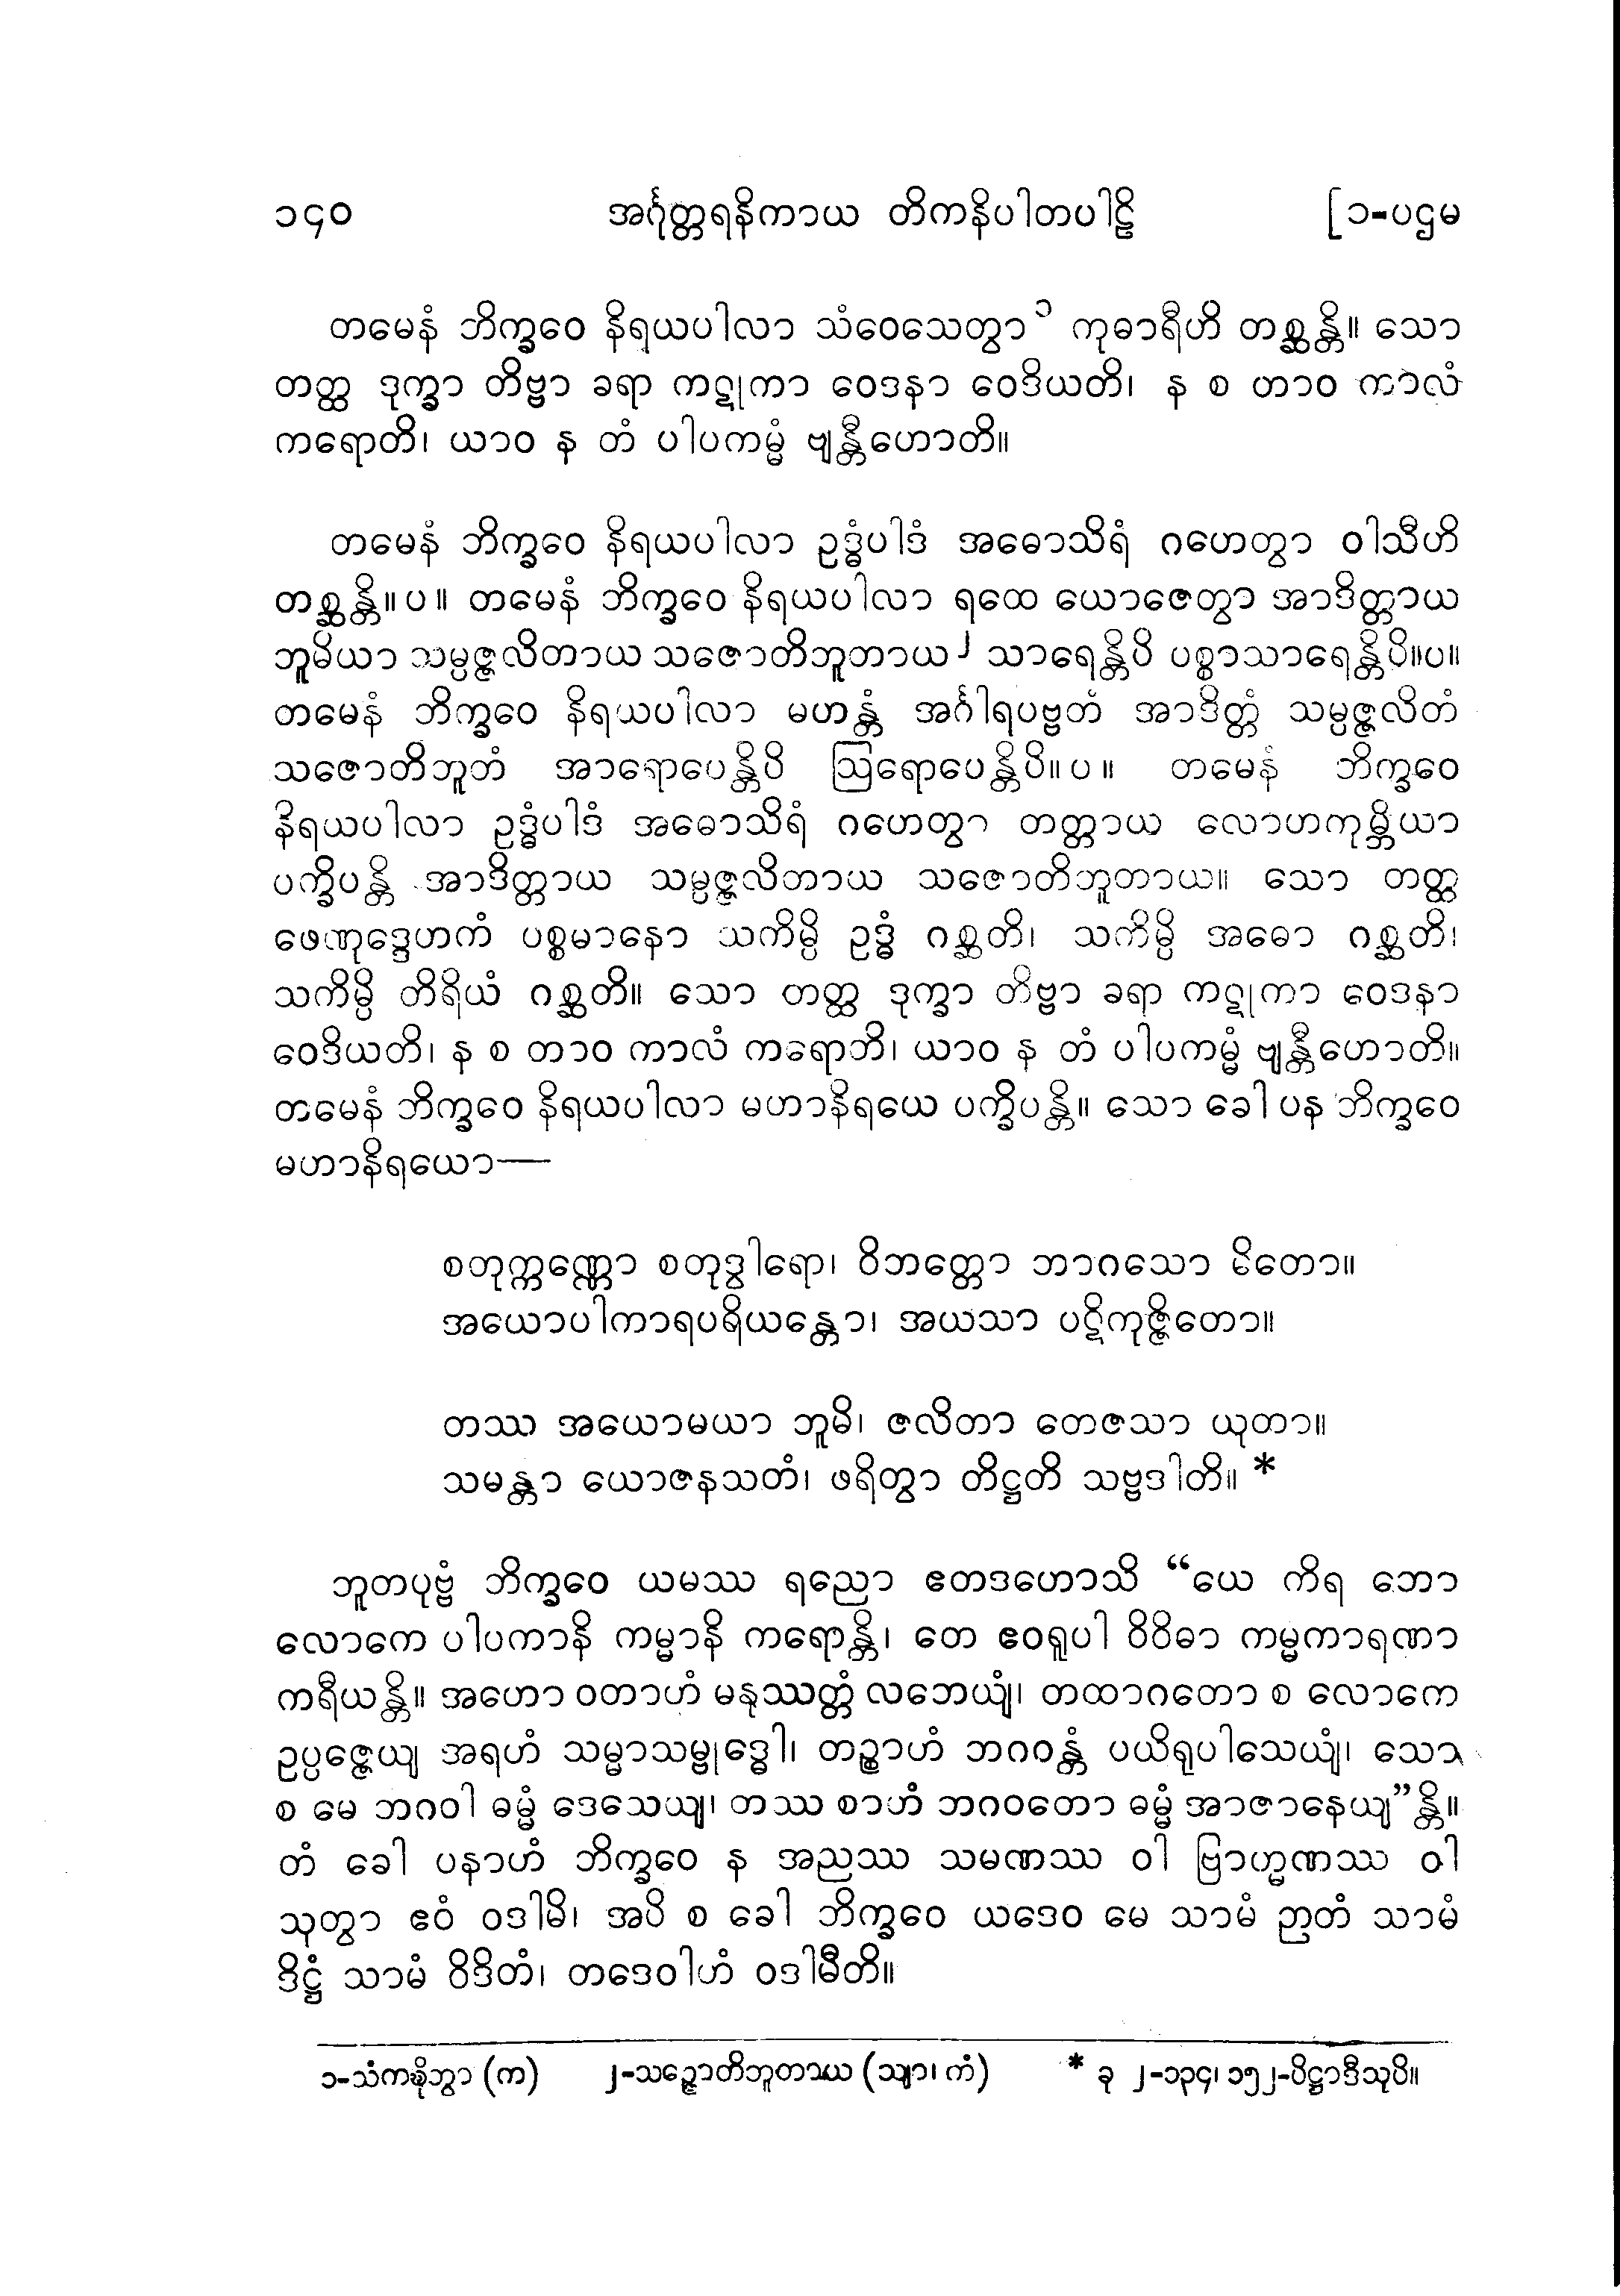 ၁၄၀ အင်္ဂုတ္တရနိကာယ တိကနိပါတပါဠိ [၁-ပဌမ
တမေနံ ဘိက္ခဝေ နိရယပါလာ သံဝေသေတွာ ၁ ကုဓာရီဟိ တစ္ဆန္တိ။ သော
တတ္ထ ဒုက္ခာ တိဗ္ဗာ ခရာ ကဋုကာ ဝေဒနာ ဝေဒိယတိ၊ န စ တာဝ ကာလံ
ကရောတိ၊ ယာဝ န တံ ပါပကမ္မံ ဗျန္တီဟောတိ။
တမေနံ ဘိက္ခဝေ နိရယပါလာ ဥဒ္ဓံပါဒံ အဓောသိရံ ဂဟေတွာ ဝါသီဟိ
တစ္ဆန္တိ။ပ။ တမေနံ ဘိက္ခဝေ နိရယပါလာ ရထေ ယောဇေတွာ အာဒိတ္တာယ
ဘူမိယာ သမ္ပဇ္ဇလိတာယ သဇောတိဘူတာယ ၂ သာရေန္တိပိ ပစ္စာသာရေန္တိပိ။ပ။
တမေနံ ဘိက္ခဝေ နိရယပါလာ မဟန္တံ အင်္ဂါရပဗ္ဗတံ အာဒိတ္တံ သမ္ပဇ္ဇလိတံ
သဇောတိဘူတံ အာရောပေန္တိပိ ဩရောပေန္တိပိ။ပ။ တမေနံ ဘိက္ခဝေ
နိရယပါလာ ဥဒ္ဓံပါဒံ အဓောသိရံ ဂဟေတွာ တတ္တာယ လောဟကုမ္ဘိယာ
ပက္ခိပန္တိ အာဒိတ္တာယ သမ္ပဇ္ဇလိတာယ သဇောတိဘူတာယ။ သော တတ္ထ
ဖေဏုဒ္ဒေဟကံ ပစ္စမာနော သကိမ္ပိ ဥဒ္ဓံ ဂစ္ဆတိ၊ သကိမ္ပိ အဓော ဂစ္ဆတိ၊
သကိမ္ပိ တိရိယံ ဂစ္ဆတိ။ သော တတ္ထ ဒုက္ခာ တိဗ္ဗာ ခရာ ကဋုကာ ဝေဒနာ
ဝေဒိယတိ၊ န စ တာဝ ကာလံ ကရောတိ၊ ယာဝ န တံ ပါပကမ္မံ ဗျန္တီဟောတိ။
တမေနံ ဘိက္ခဝေ နိရယပါလာ မဟာနိရယေ ပက္ခိပန္တိ။ သော ခေါ ပန ဘိက္ခဝေ
မဟာနိရယော—
စတုက္ကဏ္ဏော စတုဒွါရော၊ ဝိဘတ္တော ဘာဂသော မိတော။
အယောပါကာရပရိယန္တော၊ အယသာ ပဋိကုဇ္ဇိတော။
တဿ အယောမယာ ဘူမိ၊ ဇလိတာ တေဇသာ ယုတာ။
သမန္တာ ယောဇနသတံ၊ ဖရိတွာ တိဋ္ဌတိ သဗ္ဗဒါတိ။ *
ဘူတပုဗ္ဗံ ဘိက္ခဝေ ယမဿ ရညော ဧတဒဟောသိ “ယေ ကိရ ဘော
လောကေ ပါပကာနိ ကမ္မာနိ ကရောန္တိ၊ တေ ဧဝရူပါ ဝိဝိဓာ ကမ္မကာရဏာ
ကရီယန္တိ။ အဟော ဝတာဟံ မနုဿတ္တံ လဘေယျံ၊ တထာဂတော စ လောကေ
ဥပ္ပဇ္ဇေယျ အရဟံ သမ္မာသမ္ဗုဒ္ဓေါ၊ တဉ္စာဟံ ဘဂဝန္တံ ပယိရုပါသေယျံ၊ သော
စ မေ ဘဂဝါ ဓမ္မံ ဒေသေယျ၊ တဿ စာဟံ ဘဂဝတော ဓမ္မံ အာဇာနေယျ”န္တိ။
တံ ခေါ ပနာဟံ ဘိက္ခဝေ န အညဿ သမဏဿ ဝါ ဗြာဟ္မဏဿ ဝါ
သုတွာ ဧဝံ ဝဒါမိ၊ အပိ စ ခေါ ဘိက္ခဝေ ယဒေဝ မေ သာမံ ဉာတံ သာမံ
ဒိဋ္ဌံ သာမံ ဝိဒိတံ၊ တဒေဝါဟံ ဝဒါမီတိ။
၁-သံကဍ္ဎိတွာ (က) ၂-သဉ္ဇောတိဘူတာယ (သျာ၊ ကံ) * ခု ၂-၁၃၄၊ ၁၅၂-ပိဋ္ဌာဒီသုပိ။